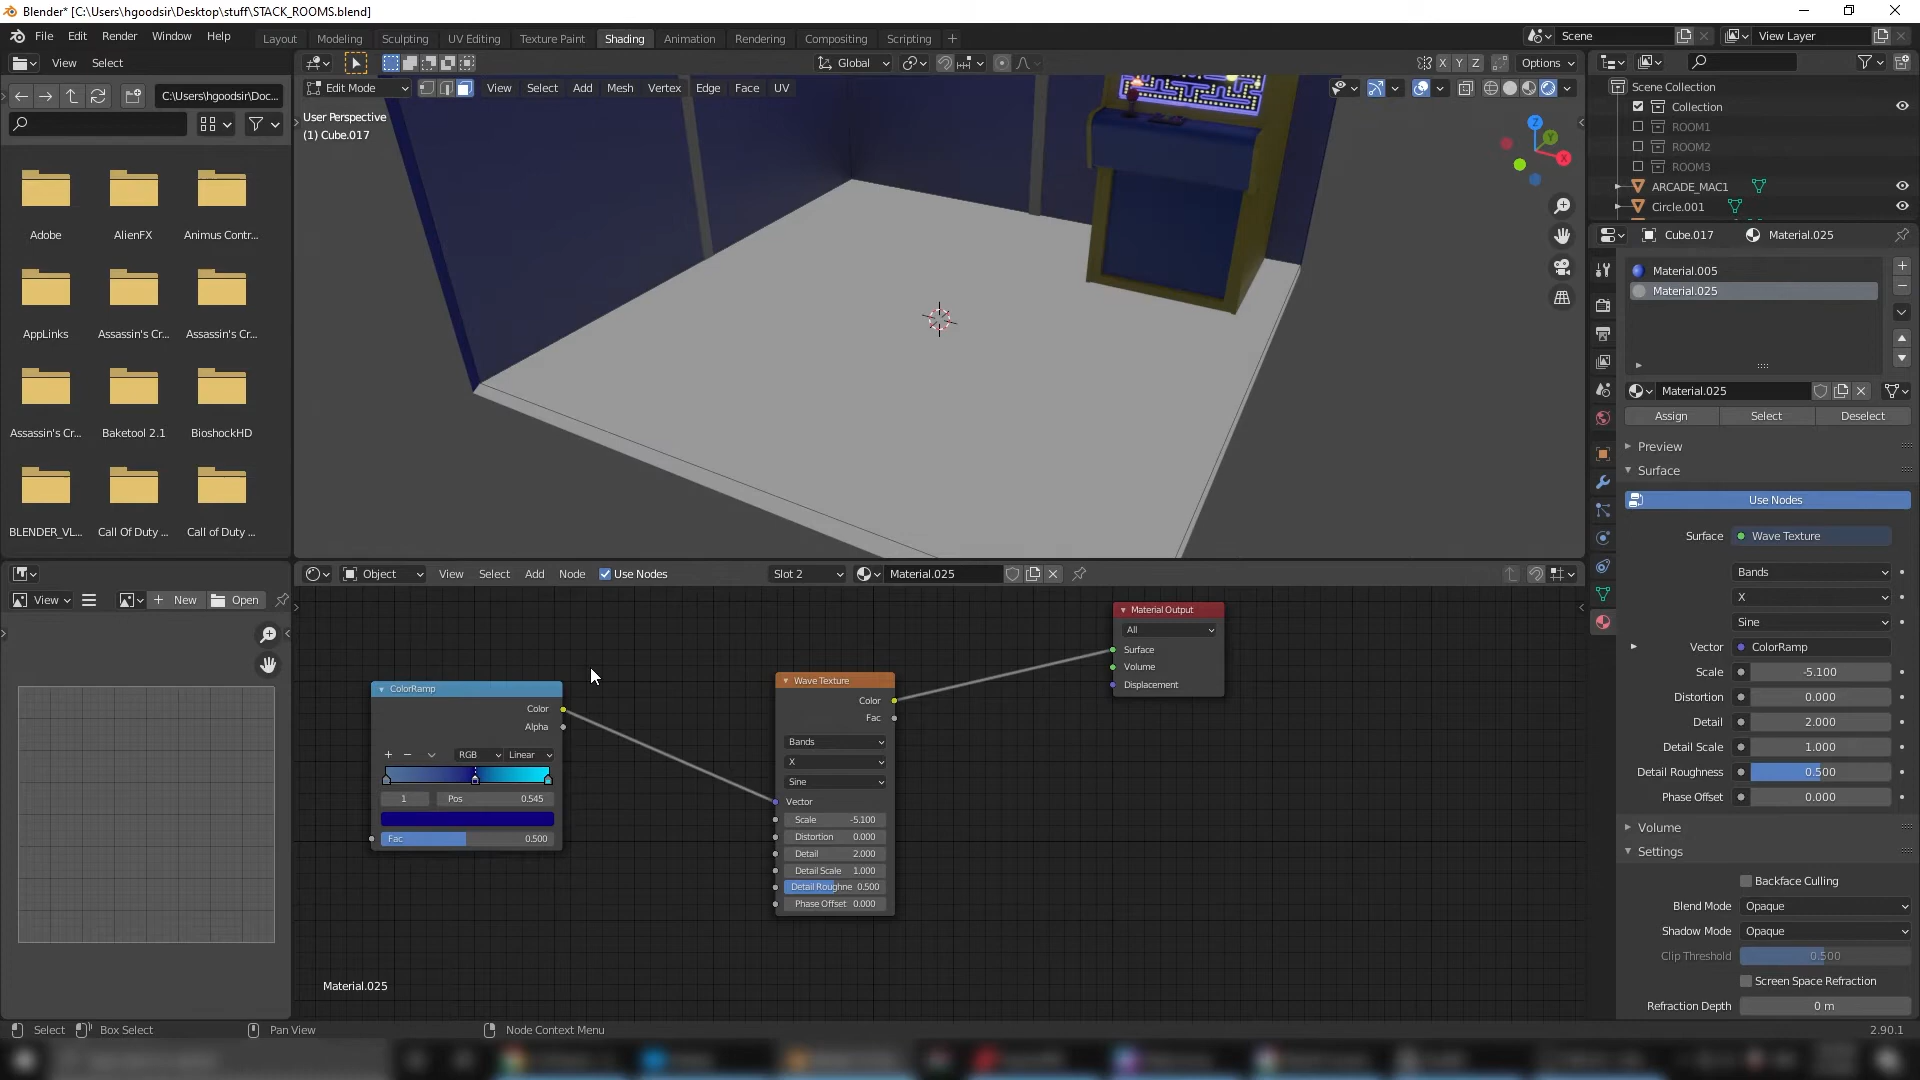 Blender* [C:\Users\hgoodsir\Desktop\stuff\STACK_ROOMS.blend]
File Edit Render Window Help
Layout Modeling Sculpting UV Editing Texture Paint Shading Animation Rendering Compositing Scripting +
Scene
View Layer
View Select
Global
X Y Z
Options
C:\Users\hgoodsir\Doc...
Edit Mode
View Select Add Mesh Vertex Edge Face UV
User Perspective
(1) Cube.017
Z
Y
X
Adobe
AlienFX
Animus Contr...
AppLinks
Assassin's Cr...
Assassin's Cr...
Assassin's Cr...
Baketool 2.1
BioshockHD
BLENDER_VL...
Call Of Duty ...
Call of Duty ...
Scene Collection
Collection
ROOM1
ROOM2
ROOM3
ARCADE_MAC1
Circle.001
Cube.017
Material.025
Material.005
Material.025
Material.025
Assign
Select
Deselect
Preview
Surface
Use Nodes
Surface Wave Texture
Bands
X
Sine
Vector ColorRamp
Scale -5.100
Distortion 0.000
Detail 2.000
Detail Scale 1.000
Detail Roughness 0.500
Phase Offset 0.000
Volume
Settings
Backface Culling
Blend Mode Opaque
Shadow Mode Opaque
Clip Threshold 0.500
Screen Space Refraction
Refraction Depth 0 m
View
New
Open
Object
View Select Add Node
Use Nodes
Slot 2
Material.025
ColorRamp
Color
Alpha
+ − RGB Linear
1 Pos 0.545
Fac 0.500
Wave Texture
Color
Fac
Bands
X
Sine
Vector
Scale -5.100
Distortion 0.000
Detail 2.000
Detail Scale 1.000
Detail Roughne 0.500
Phase Offset 0.000
Material Output
All
Surface
Volume
Displacement
Material.025
Select
Box Select
Pan View
Node Context Menu
2.90.1